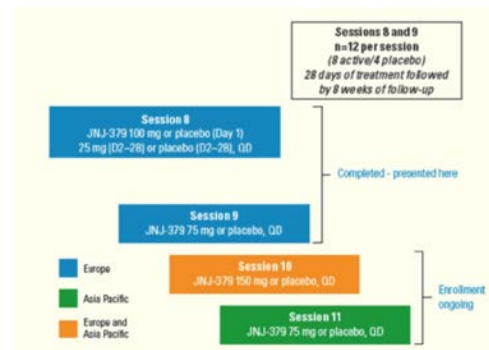 Sessions 8 and 9
n=12 per session
(8 active/4 placebo)
28 days of treatment followed
by 8 weeks of follow-up
Session 8
JNJ-379 100 mg or placebo (Day 1)
25 mg (D2–28) or placebo (D2–28), QD
Completed - presented here
Session 9
JNJ-379 75 mg or placebo, QD
Session 10
JNJ-379 150 mg or placebo, QD
Session 11
JNJ-379 75 mg or placebo, QD
Enrollment
ongoing
Europe
Asia Pacific
Europe and
Asia Pacific